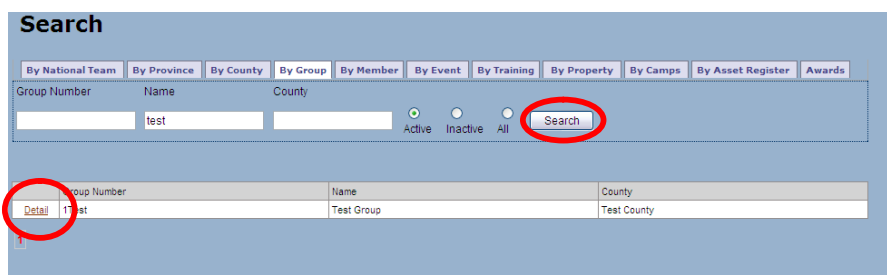 Search
By National Team By Province By County By Group By Member By Event By Training By Property By Camps By Asset Register Awards
Group Number Name County
test Active Inactive All Search
Group Number Name County
Detail 1Test Test Group Test County
1